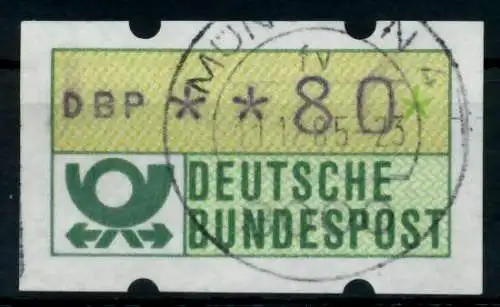 DBP **80*
DEUTSCHE
BUNDESPOST